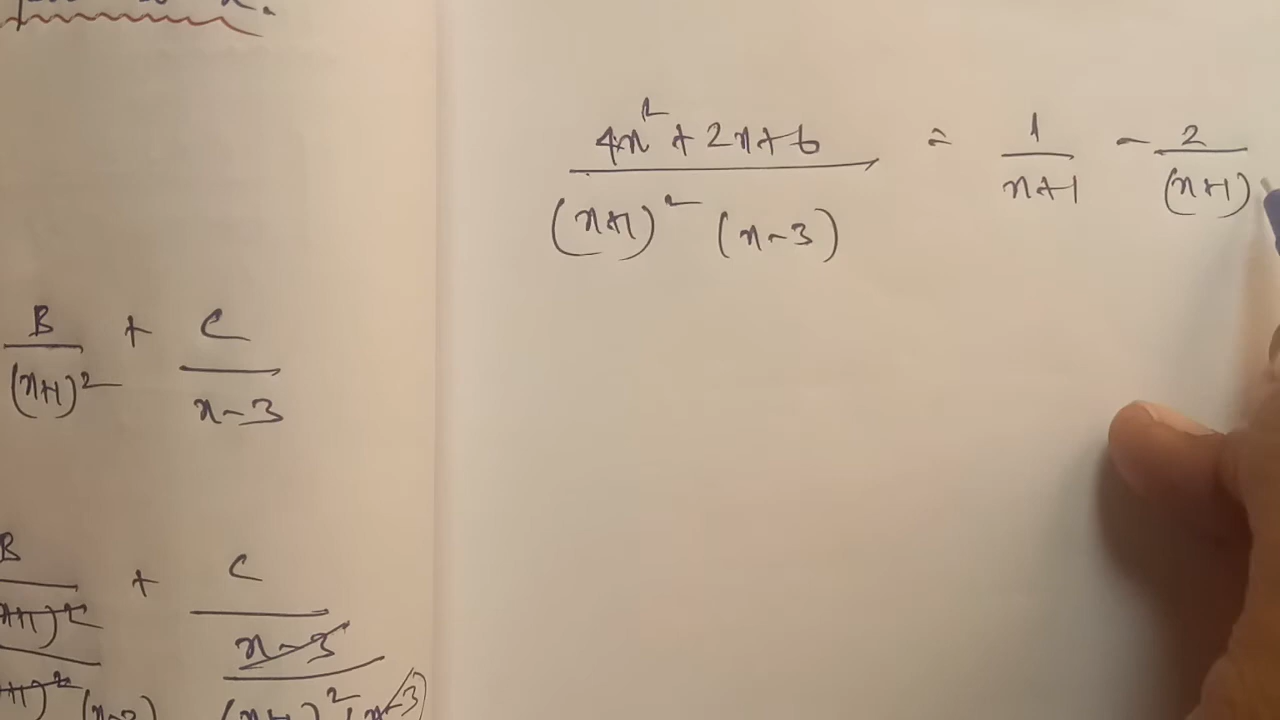 4x² + 2x + 6 = 1 - 2
(x+1)² (x-3) x+1 (x+1)
B + C
(x+1)² x-3
B + C
x-3